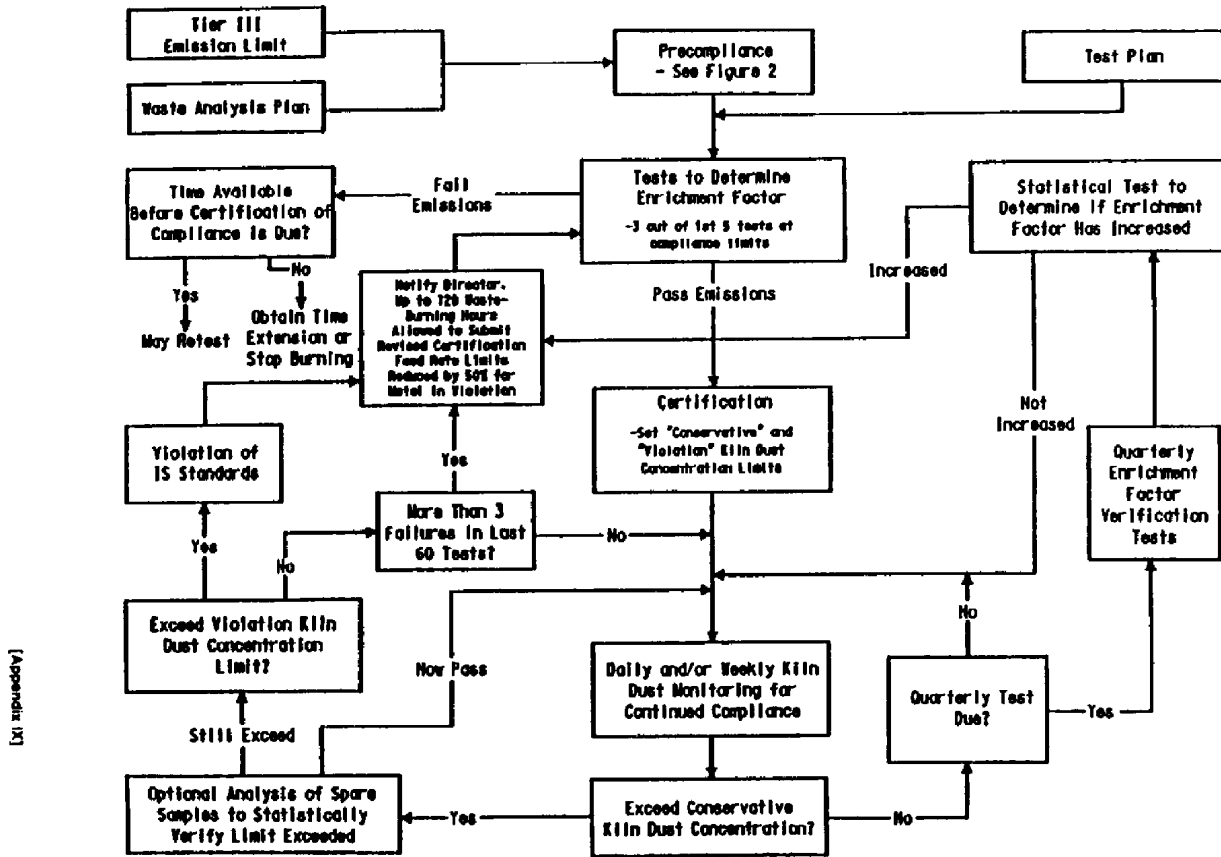 Tier III
Emission Limit
Waste Analysis Plan
Precompliance
- See Figure 2
Test Plan
Time Available
Before Certification of
Compliance is Due?
Fail
Emissions
Tests to Determine
Enrichment Factor
-3 out of 1st 5 tests at
compliance limits
Statistical Test to
Determine if Enrichment
Factor Has Increased
Yes
May Retest
No
Obtain Time
Extension or
Stop Burning
Notify Director.
Up to 720 Waste-
Burning Hours
Allowed to Submit
Revised Certification
Feed Rate Limits
Reduced by 50% for
Metal in Violation
Pass Emissions
Increased
Not
Increased
Certification
-Set "Conservative" and
"Violation" Kiln Dust
Concentration Limits
Violation of
IS Standards
Yes
More Than 3
Failures in Last
60 Tests?
No
Quarterly
Enrichment
Factor
Verification
Tests
Yes
No
Exceed Violation Kiln
Dust Concentration
Limit?
Now Pass
Still Exceed
Daily and/or Weekly Kiln
Dust Monitoring for
Continued Compliance
No
Quarterly Test
Due?
Yes
Optional Analysis of Spare
Samples to Statistically
Verify Limit Exceeded
Yes
Exceed Conservative
Kiln Dust Concentration?
No
[Appendix IX]